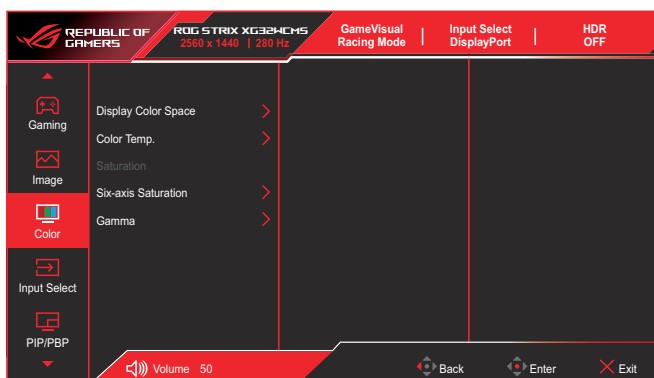 REPUBLIC OF
GAMERS
ROG STRIX XG32WCMS
2560 x 1440 | 280 Hz
GameVisual
Racing Mode
Input Select
DisplayPort
HDR
OFF
Gaming
Image
Color
Input Select
PIP/PBP
Display Color Space
Color Temp.
Saturation
Six-axis Saturation
Gamma
Volume 50
Back
Enter
Exit